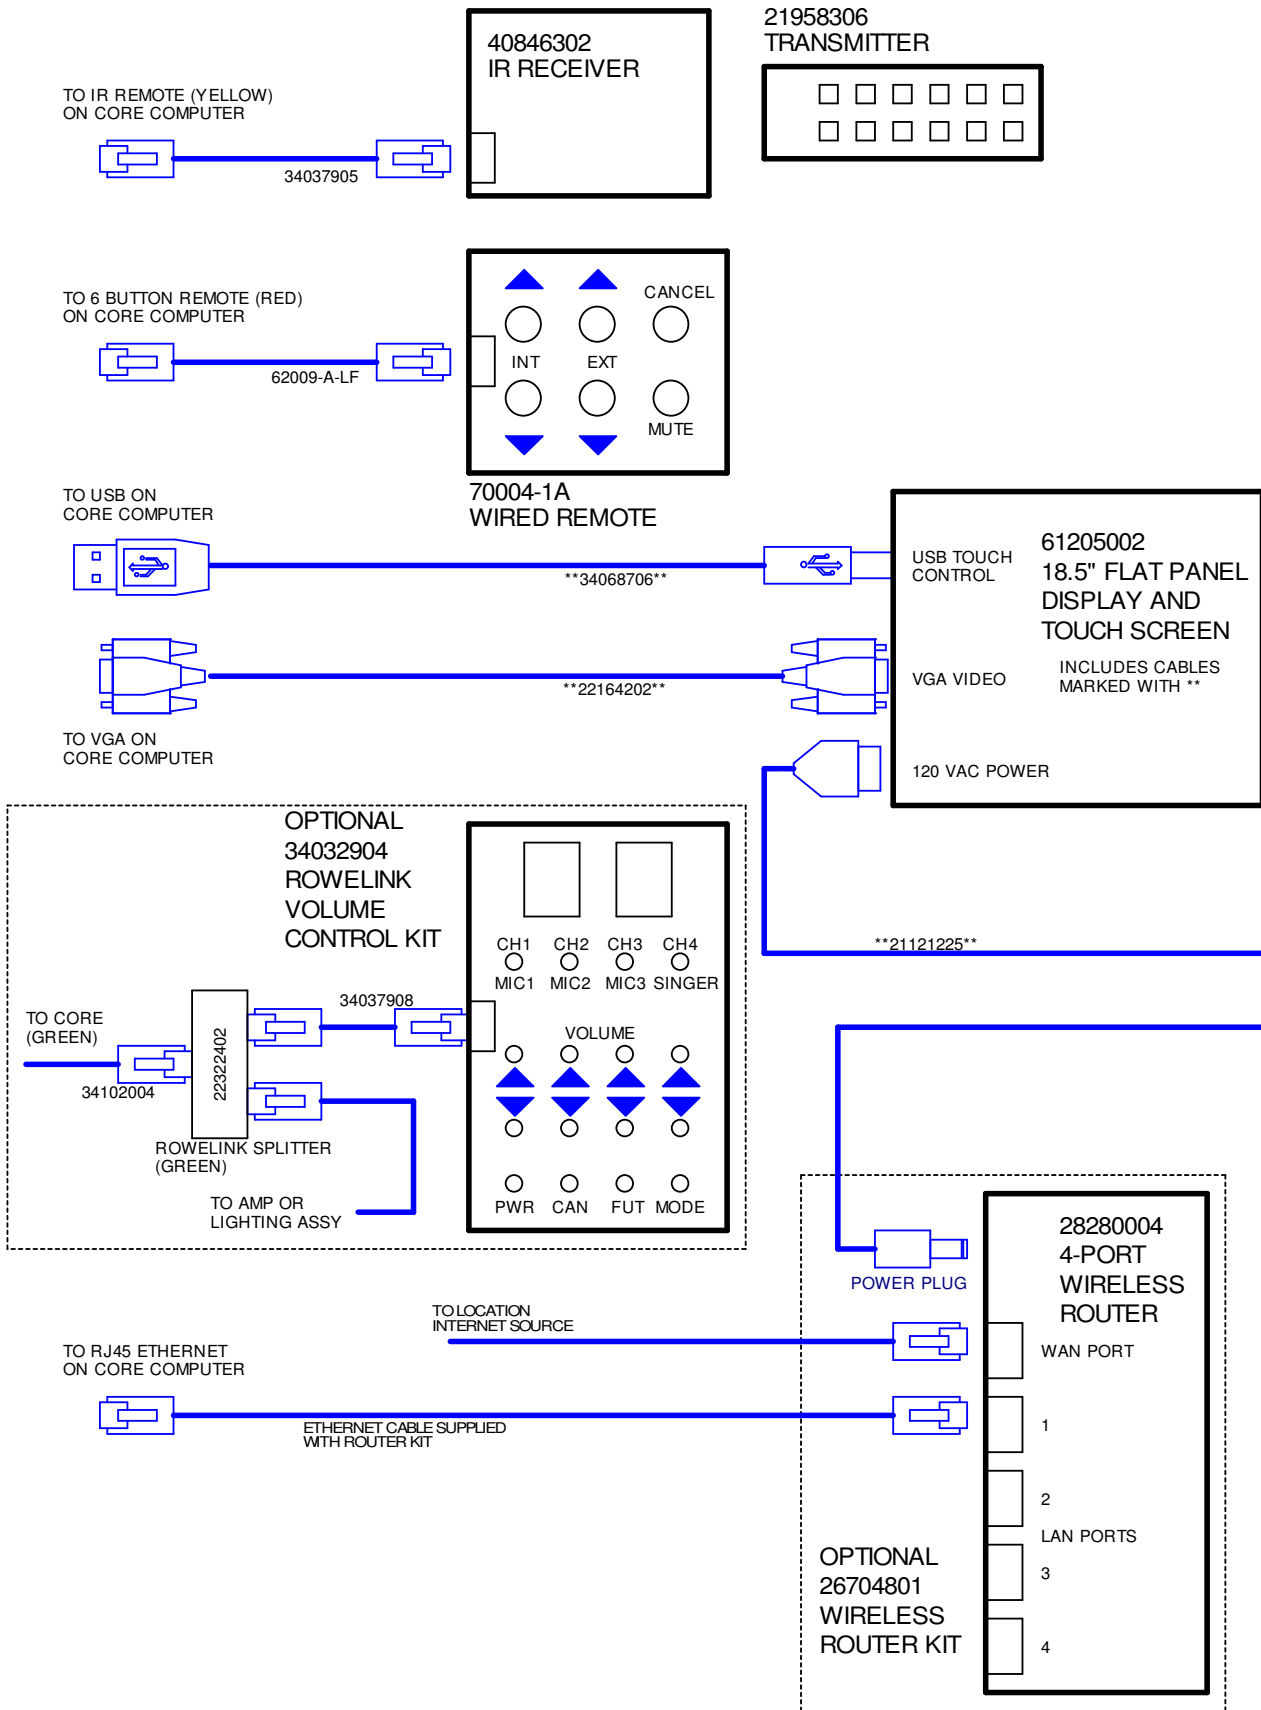 40846302
IR RECEIVER
21958306
TRANSMITTER
TO IR REMOTE (YELLOW)
ON CORE COMPUTER
34037905
TO 6 BUTTON REMOTE (RED)
ON CORE COMPUTER
62009-A-LF
CANCEL
INT
EXT
MUTE
70004-1A
WIRED REMOTE
TO USB ON
CORE COMPUTER
**34068706**
USB TOUCH
CONTROL
61205002
18.5" FLAT PANEL
DISPLAY AND
TOUCH SCREEN
INCLUDES CABLES
MARKED WITH **
VGA VIDEO
**22164202**
TO VGA ON
CORE COMPUTER
120 VAC POWER
**21121225**
OPTIONAL
34032904
ROWELINK
VOLUME
CONTROL KIT
CH1 CH2 CH3 CH4
MIC1 MIC2 MIC3 SINGER
VOLUME
34037908
TO CORE
(GREEN)
34102004
22322402
ROWELINK SPLITTER
(GREEN)
TO AMP OR
LIGHTING ASSY
PWR CAN FUT MODE
28280004
4-PORT
WIRELESS
ROUTER
POWER PLUG
TO LOCATION
INTERNET SOURCE
WAN PORT
TO RJ45 ETHERNET
ON CORE COMPUTER
ETHERNET CABLE SUPPLIED
WITH ROUTER KIT
1
2
LAN PORTS
3
4
OPTIONAL
26704801
WIRELESS
ROUTER KIT